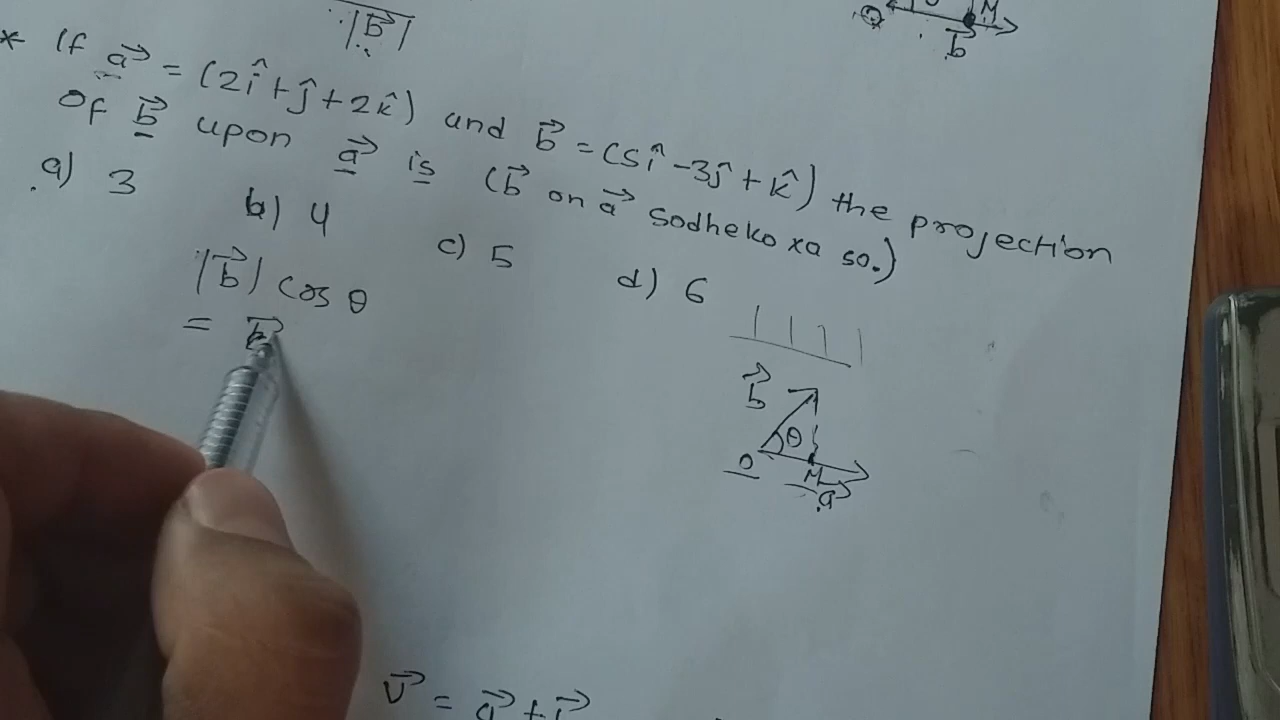 |b⃗|
Q M
b⃗
* If a⃗ = (2î+ĵ+2k̂) and b⃗ = (5î-3ĵ+k̂) the projection
of b⃗ upon a⃗ is (b⃗ on a⃗ sodheko xa so.)
a) 3 b) 4 c) 5 d) 6
|b⃗| cos θ
= b⃗
b⃗
θ
O M
a⃗
v⃗ = a⃗ +